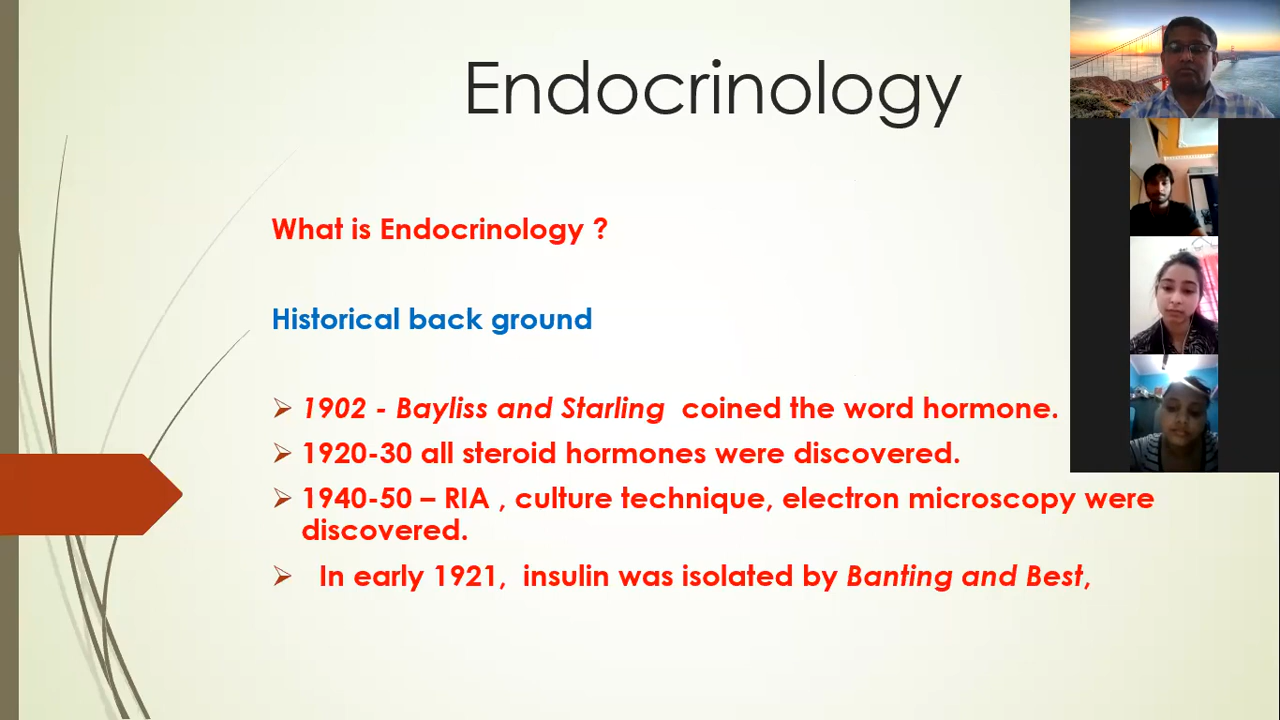 Endocrinology
What is Endocrinology ?
Historical back ground
1902 - Bayliss and Starling coined the word hormone.
1920-30 all steroid hormones were discovered.
1940-50 – RIA , culture technique, electron microscopy were
discovered.
In early 1921, insulin was isolated by Banting and Best,